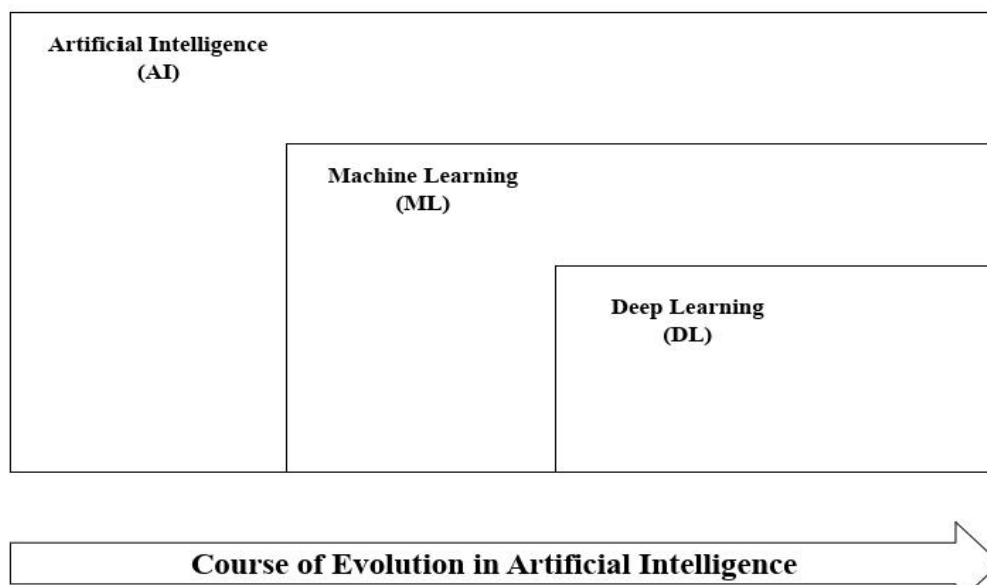 Artificial Intelligence
(AI)
Machine Learning
(ML)
Deep Learning
(DL)
Course of Evolution in Artificial Intelligence